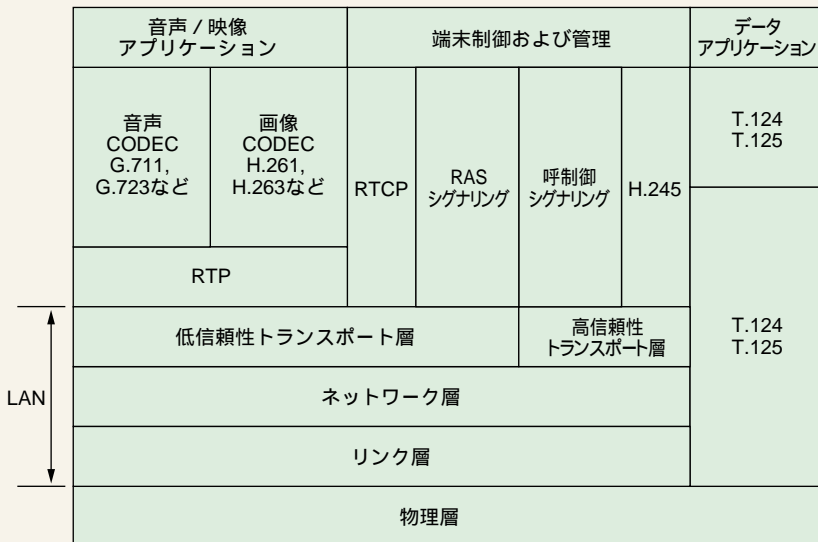 音声 / 映像
アプリケーション
端末制御および管理
データ
アプリケーション
音声
CODEC
G.711,
G.723など
画像
CODEC
H.261,
H.263など
RTCP
RAS
シグナリング
呼制御
シグナリング
H.245
T.124
T.125
RTP
低信頼性トランスポート層
高信頼性
トランスポート層
T.124
T.125
LAN
ネットワーク層
リンク層
物理層